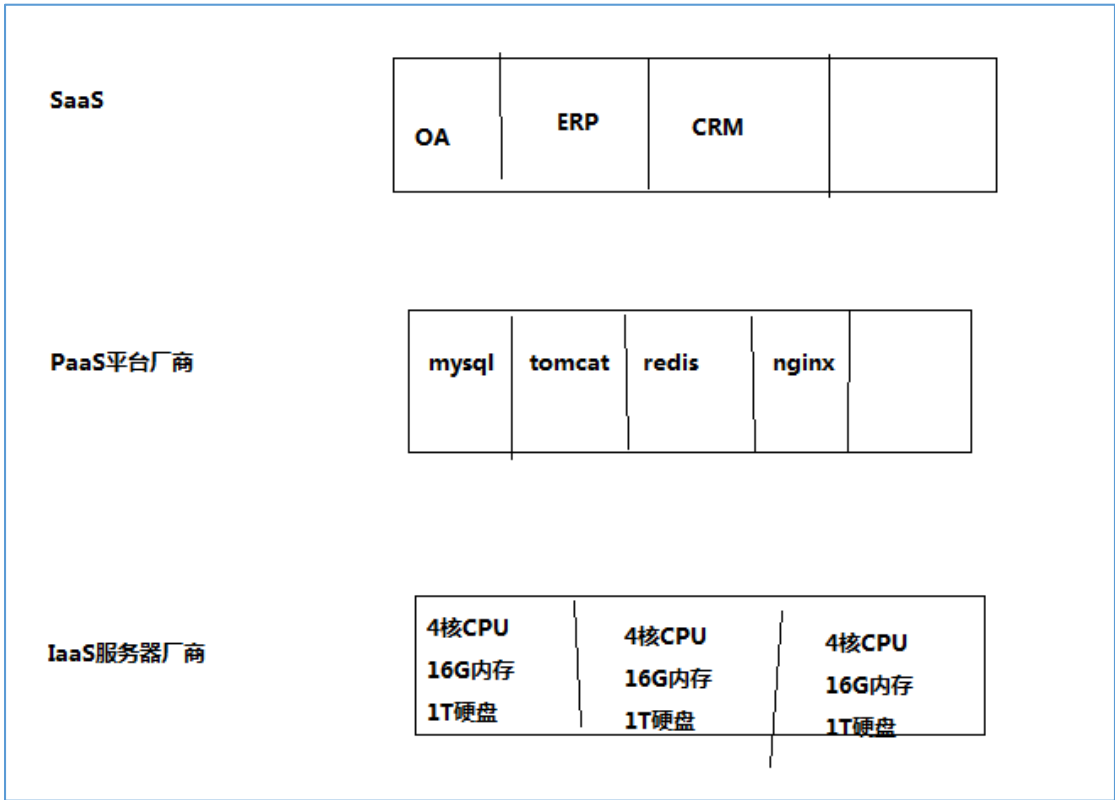 SaaS
OA
ERP
CRM
PaaS平台厂商
mysql
tomcat
redis
nginx
IaaS服务器厂商
4核CPU
16G内存
1T硬盘
4核CPU
16G内存
1T硬盘
4核CPU
16G内存
1T硬盘